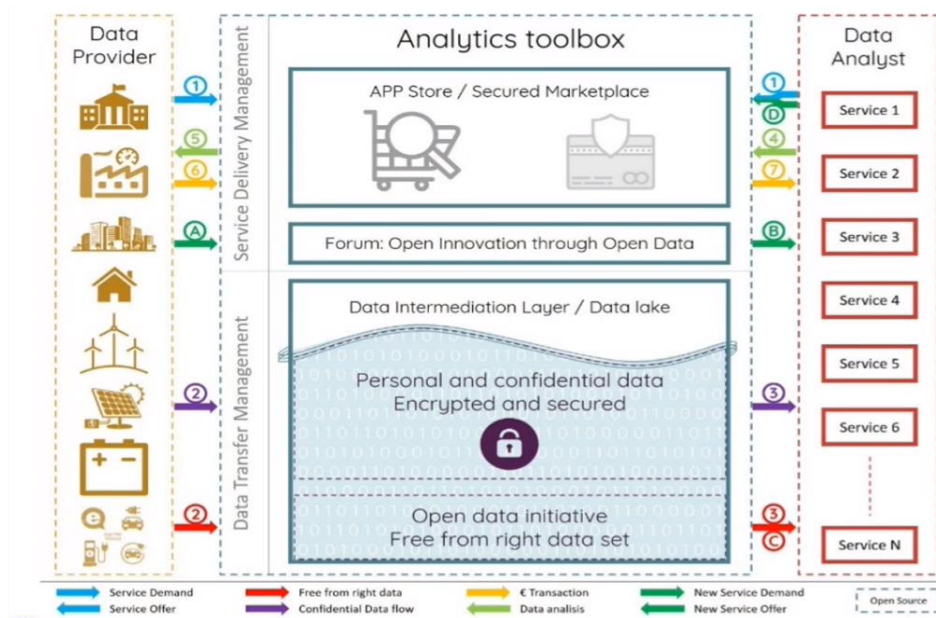 Data
Provider
Service Delivery Management
Data Transfer Management
Analytics toolbox
APP Store / Secured Marketplace
Forum: Open Innovation through Open Data
Data Intermediation Layer / Data lake
Personal and confidential data
Encrypted and secured
Open data initiative
Free from right data set
Data
Analyst
Service 1
Service 2
Service 3
Service 4
Service 5
Service 6
Service N
1
5
6
A
2
2
1
D
4
7
B
3
3
C
Service Demand
Free from right data
€ Transaction
New Service Demand
Service Offer
Confidential Data flow
Data analisis
New Service Offer
Open Source